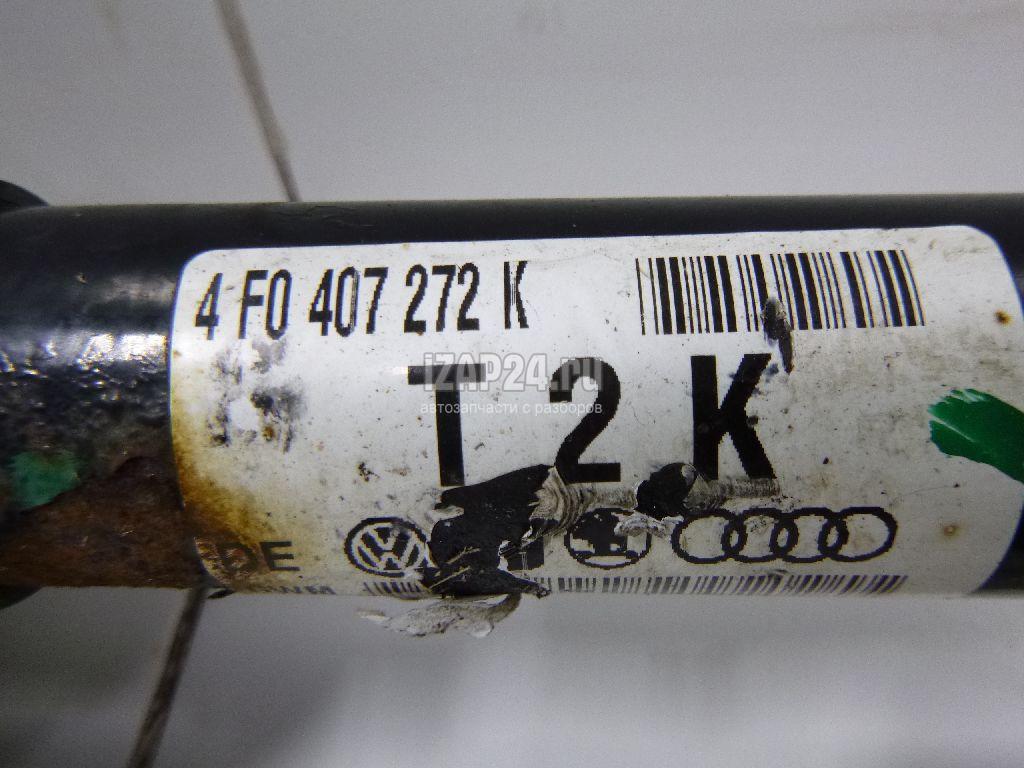 4 F0 407 272 K
iZAP24.ru
автозапчасти с разборов
T 2 K
DE